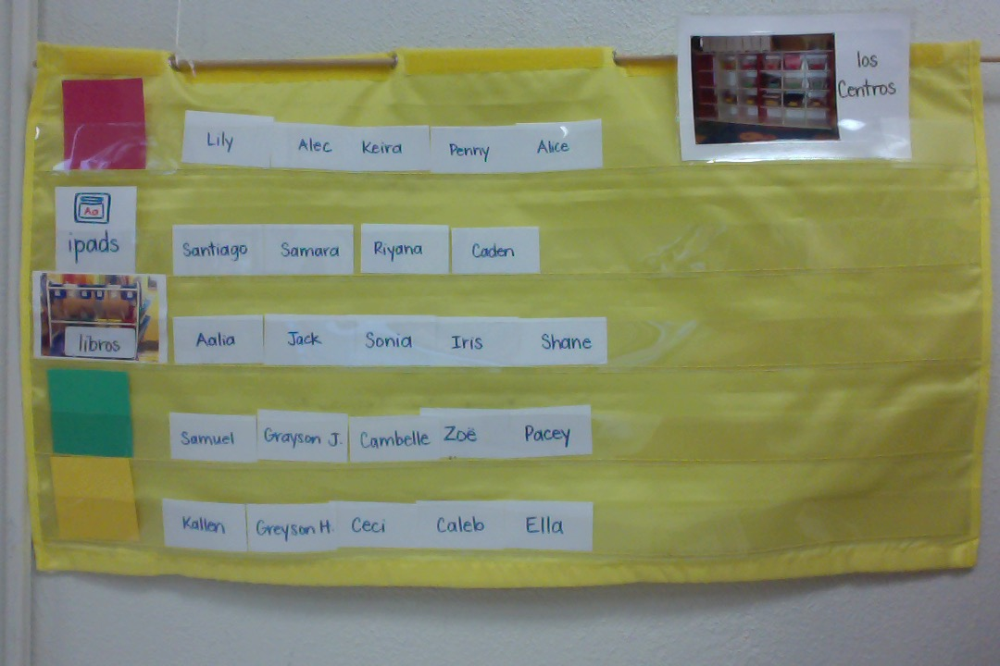 los
Centros
Lily Alec Keira Penny Alice
Aa
ipads
Santiago Samara Riyana Caden
libros
Aalia Jack Sonia Iris Shane
Samuel Grayson J. Cambelle Zoë Pacey
Kallen Greyson H. Ceci Caleb Ella